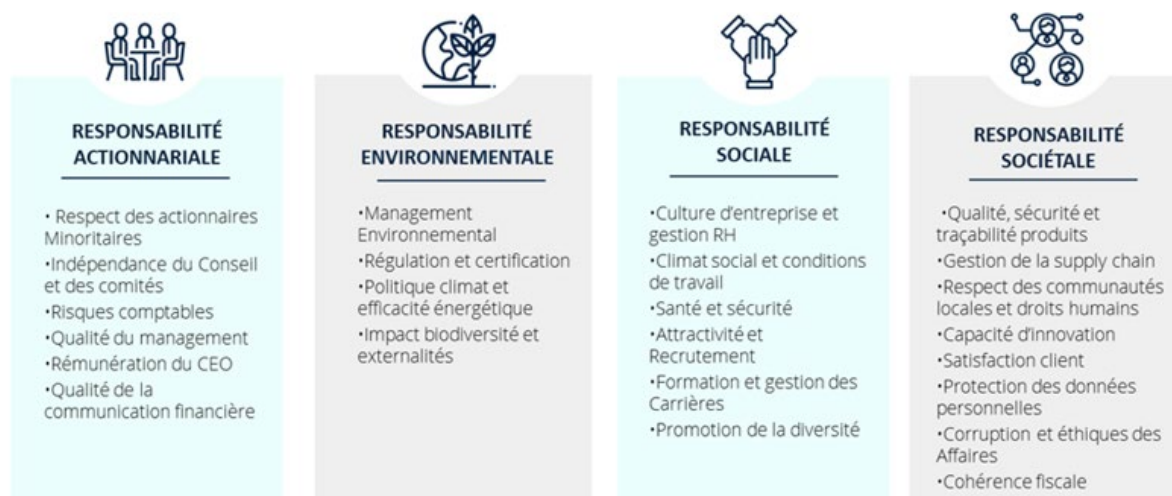 RESPONSABILITÉ
ACTIONNARIALE
• Respect des actionnaires
Minoritaires
•Indépendance du Conseil
et des comités
•Risques comptables
•Qualité du management
•Rémunération du CEO
•Qualité de la
communication financière
RESPONSABILITÉ
ENVIRONNEMENTALE
•Management
Environnemental
•Régulation et certification
•Politique climat et
efficacité énergétique
•Impact biodiversité et
externalités
RESPONSABILITÉ
SOCIALE
•Culture d'entreprise et
gestion RH
•Climat social et conditions
de travail
•Santé et sécurité
•Attractivité et
Recrutement
•Formation et gestion des
Carrières
•Promotion de la diversité
RESPONSABILITÉ
SOCIÉTALE
•Qualité, sécurité et
traçabilité produits
•Gestion de la supply chain
•Respect des communautés
locales et droits humains
•Capacité d'innovation
•Satisfaction client
•Protection des données
personnelles
•Corruption et éthiques des
Affaires
•Cohérence fiscale